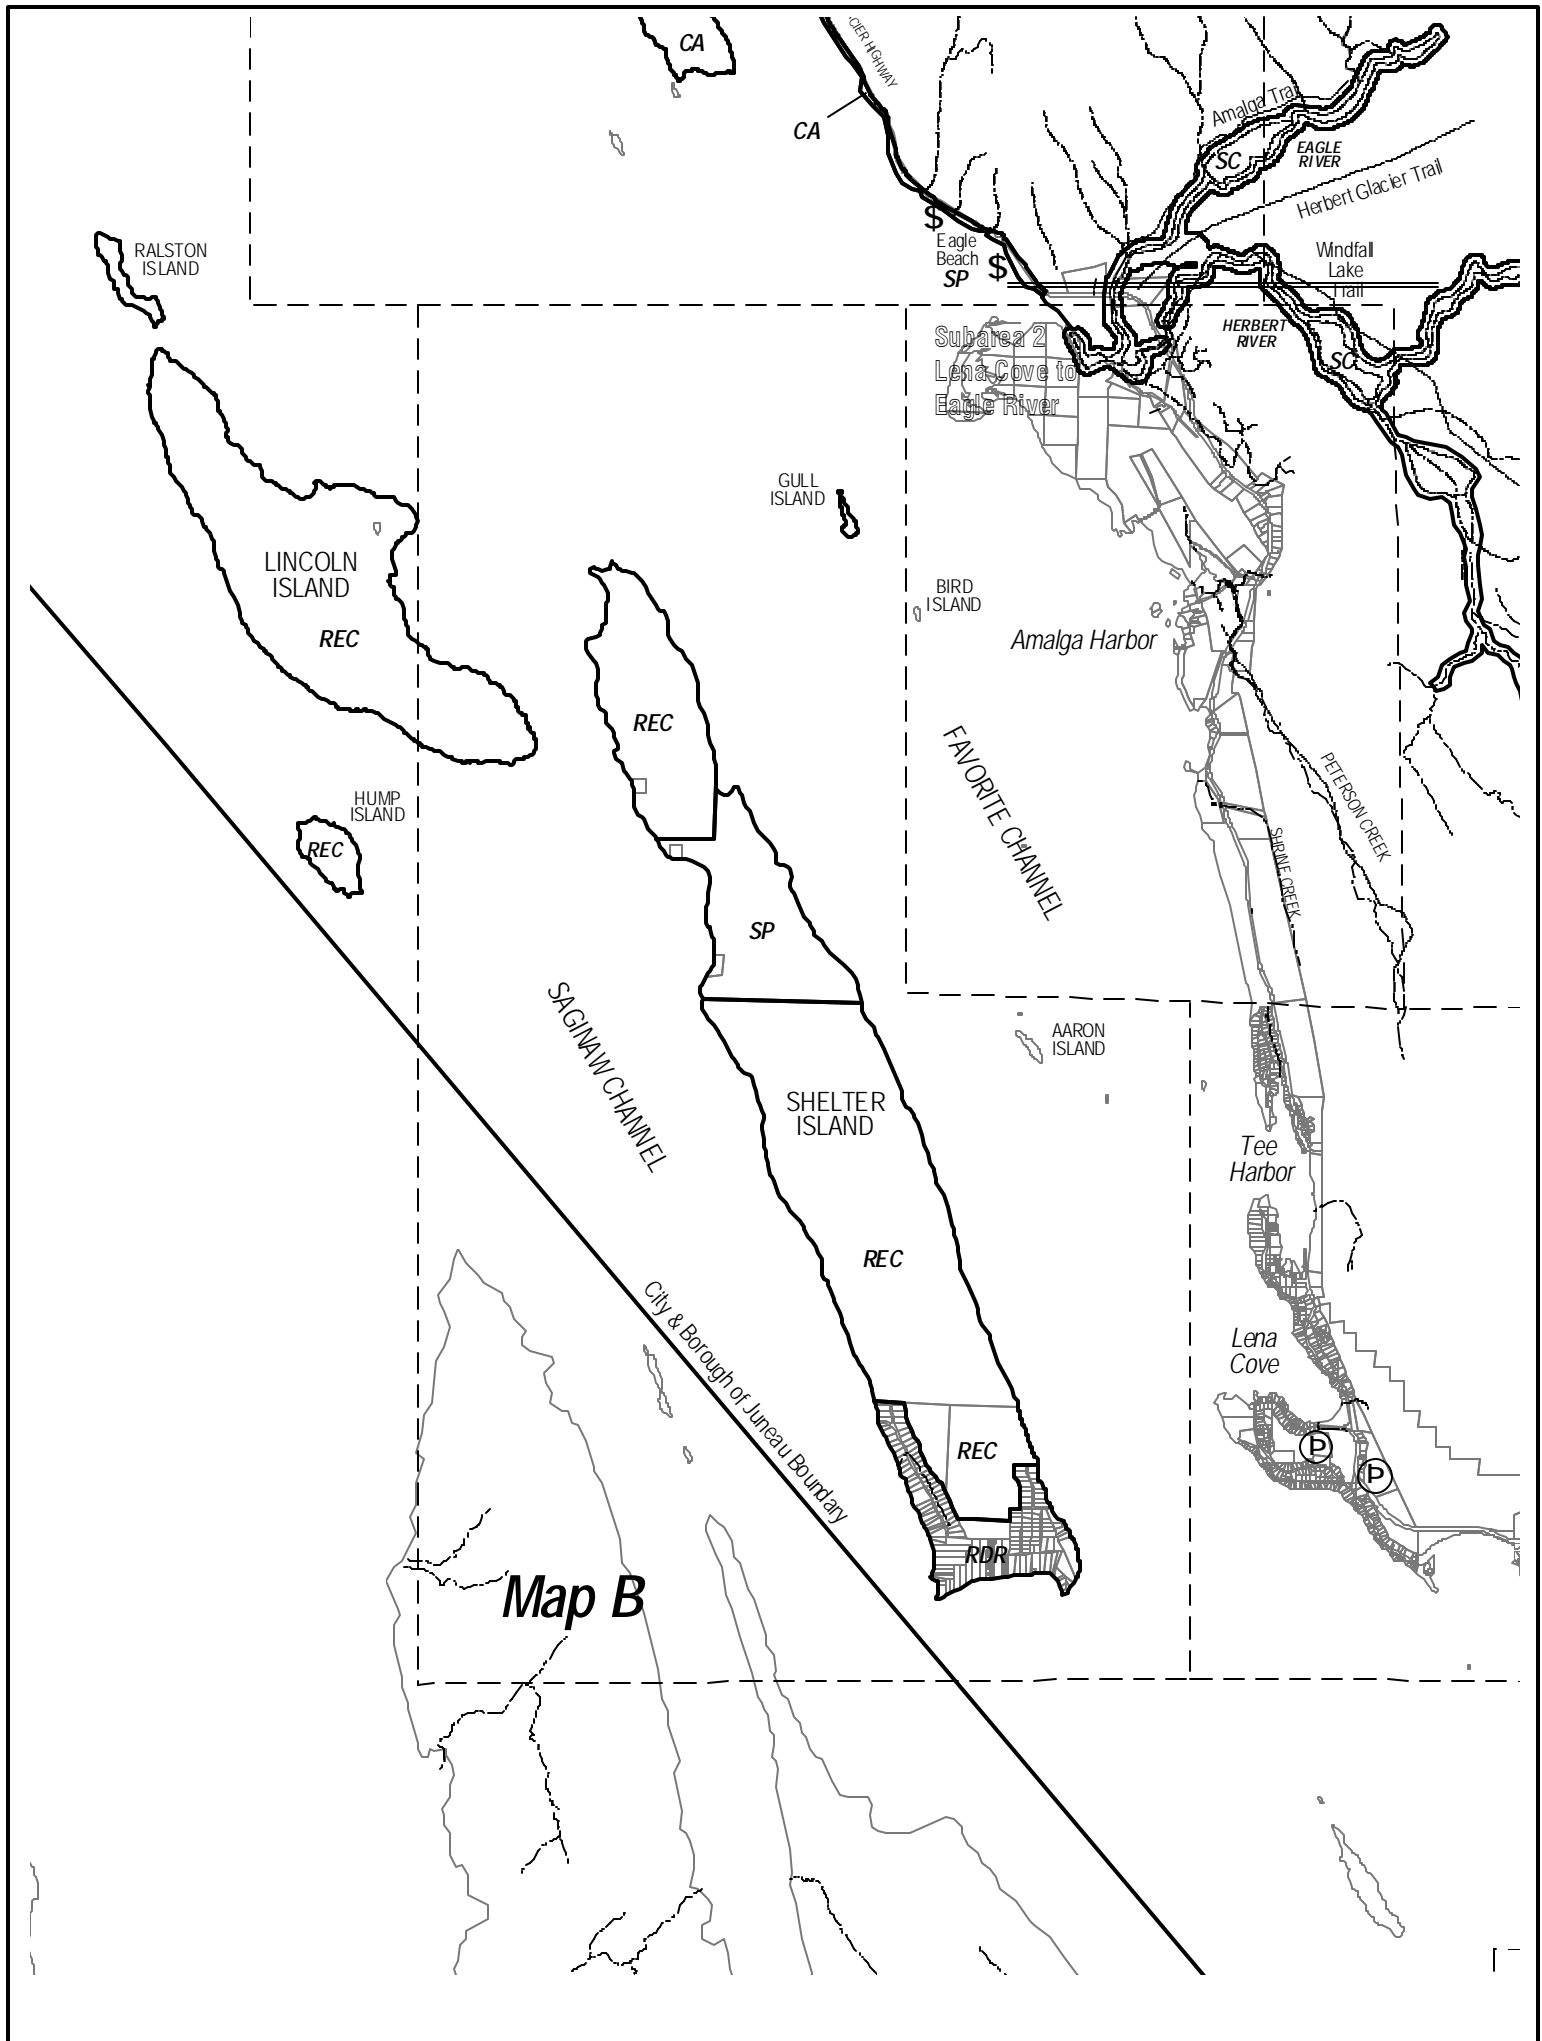 CA
CIER HIGHWAY
CA
Amalga Trai
EAGLE
RIVER
SC
Herbert Glacier Trail
RALSTON
ISLAND
$
Eagle
Beach
SP
$
Windfall
Lake
Trail
HERBERT
RIVER
SC
Subarea 2
Lena Cove to
Eagle River
GULL
ISLAND
LINCOLN
ISLAND
REC
BIRD
ISLAND
Amalga Harbor
REC
FAVORITE CHANNEL
PETERSON CREEK
HUMP
ISLAND
REC
SHRINE CREEK
SP
SAGINAW CHANNEL
AARON
ISLAND
SHELTER
ISLAND
Tee
Harbor
REC
City & Borough of Juneau Boundary
Lena
Cove
REC
Þ
Þ
RDR
Map B